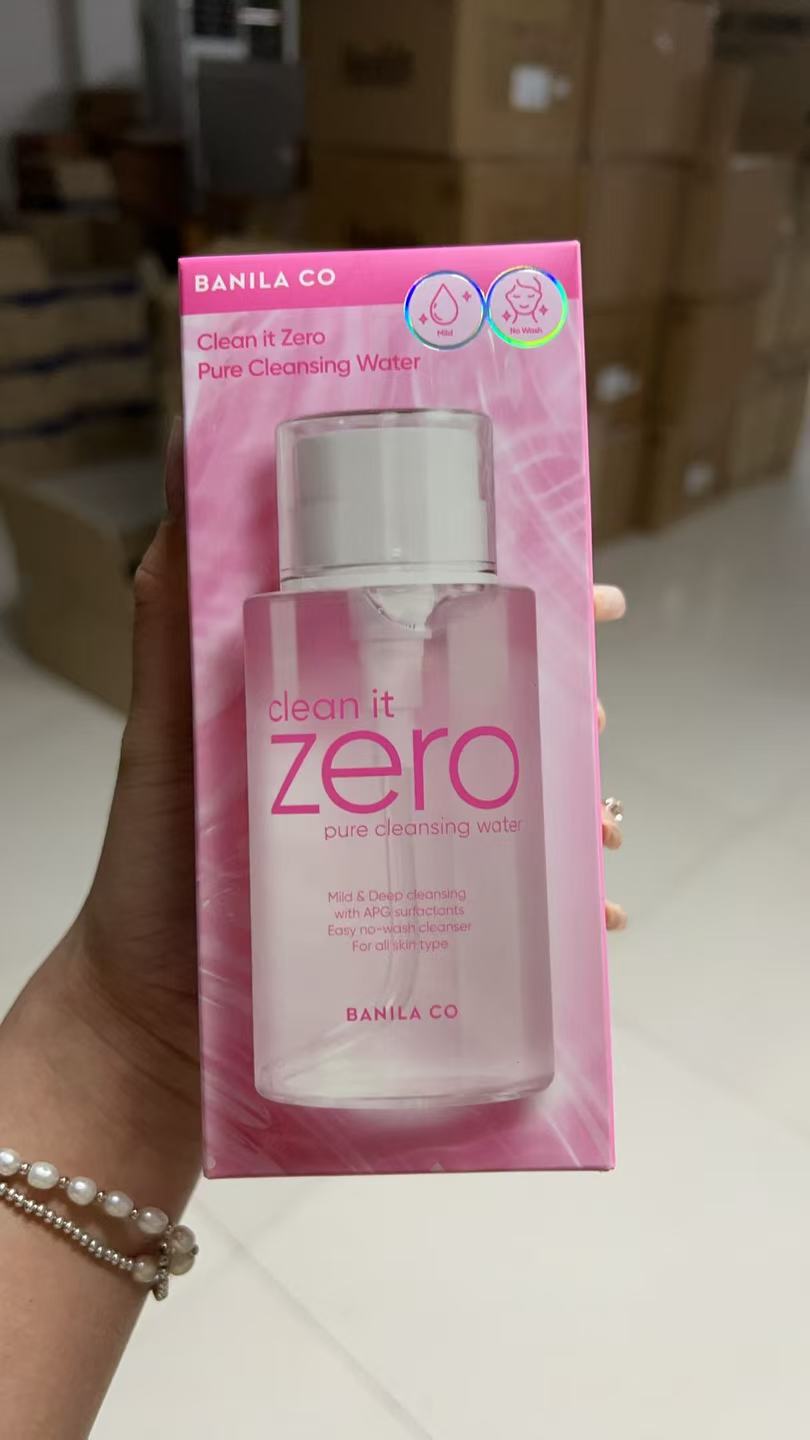 BANILA CO
Clean it Zero
Pure Cleansing Water
Mild
No Wash
clean it
zero
pure cleansing water
Mild & Deep cleansing
with APG surfactants
Easy no-wash cleanser
For all skin type
BANILA CO